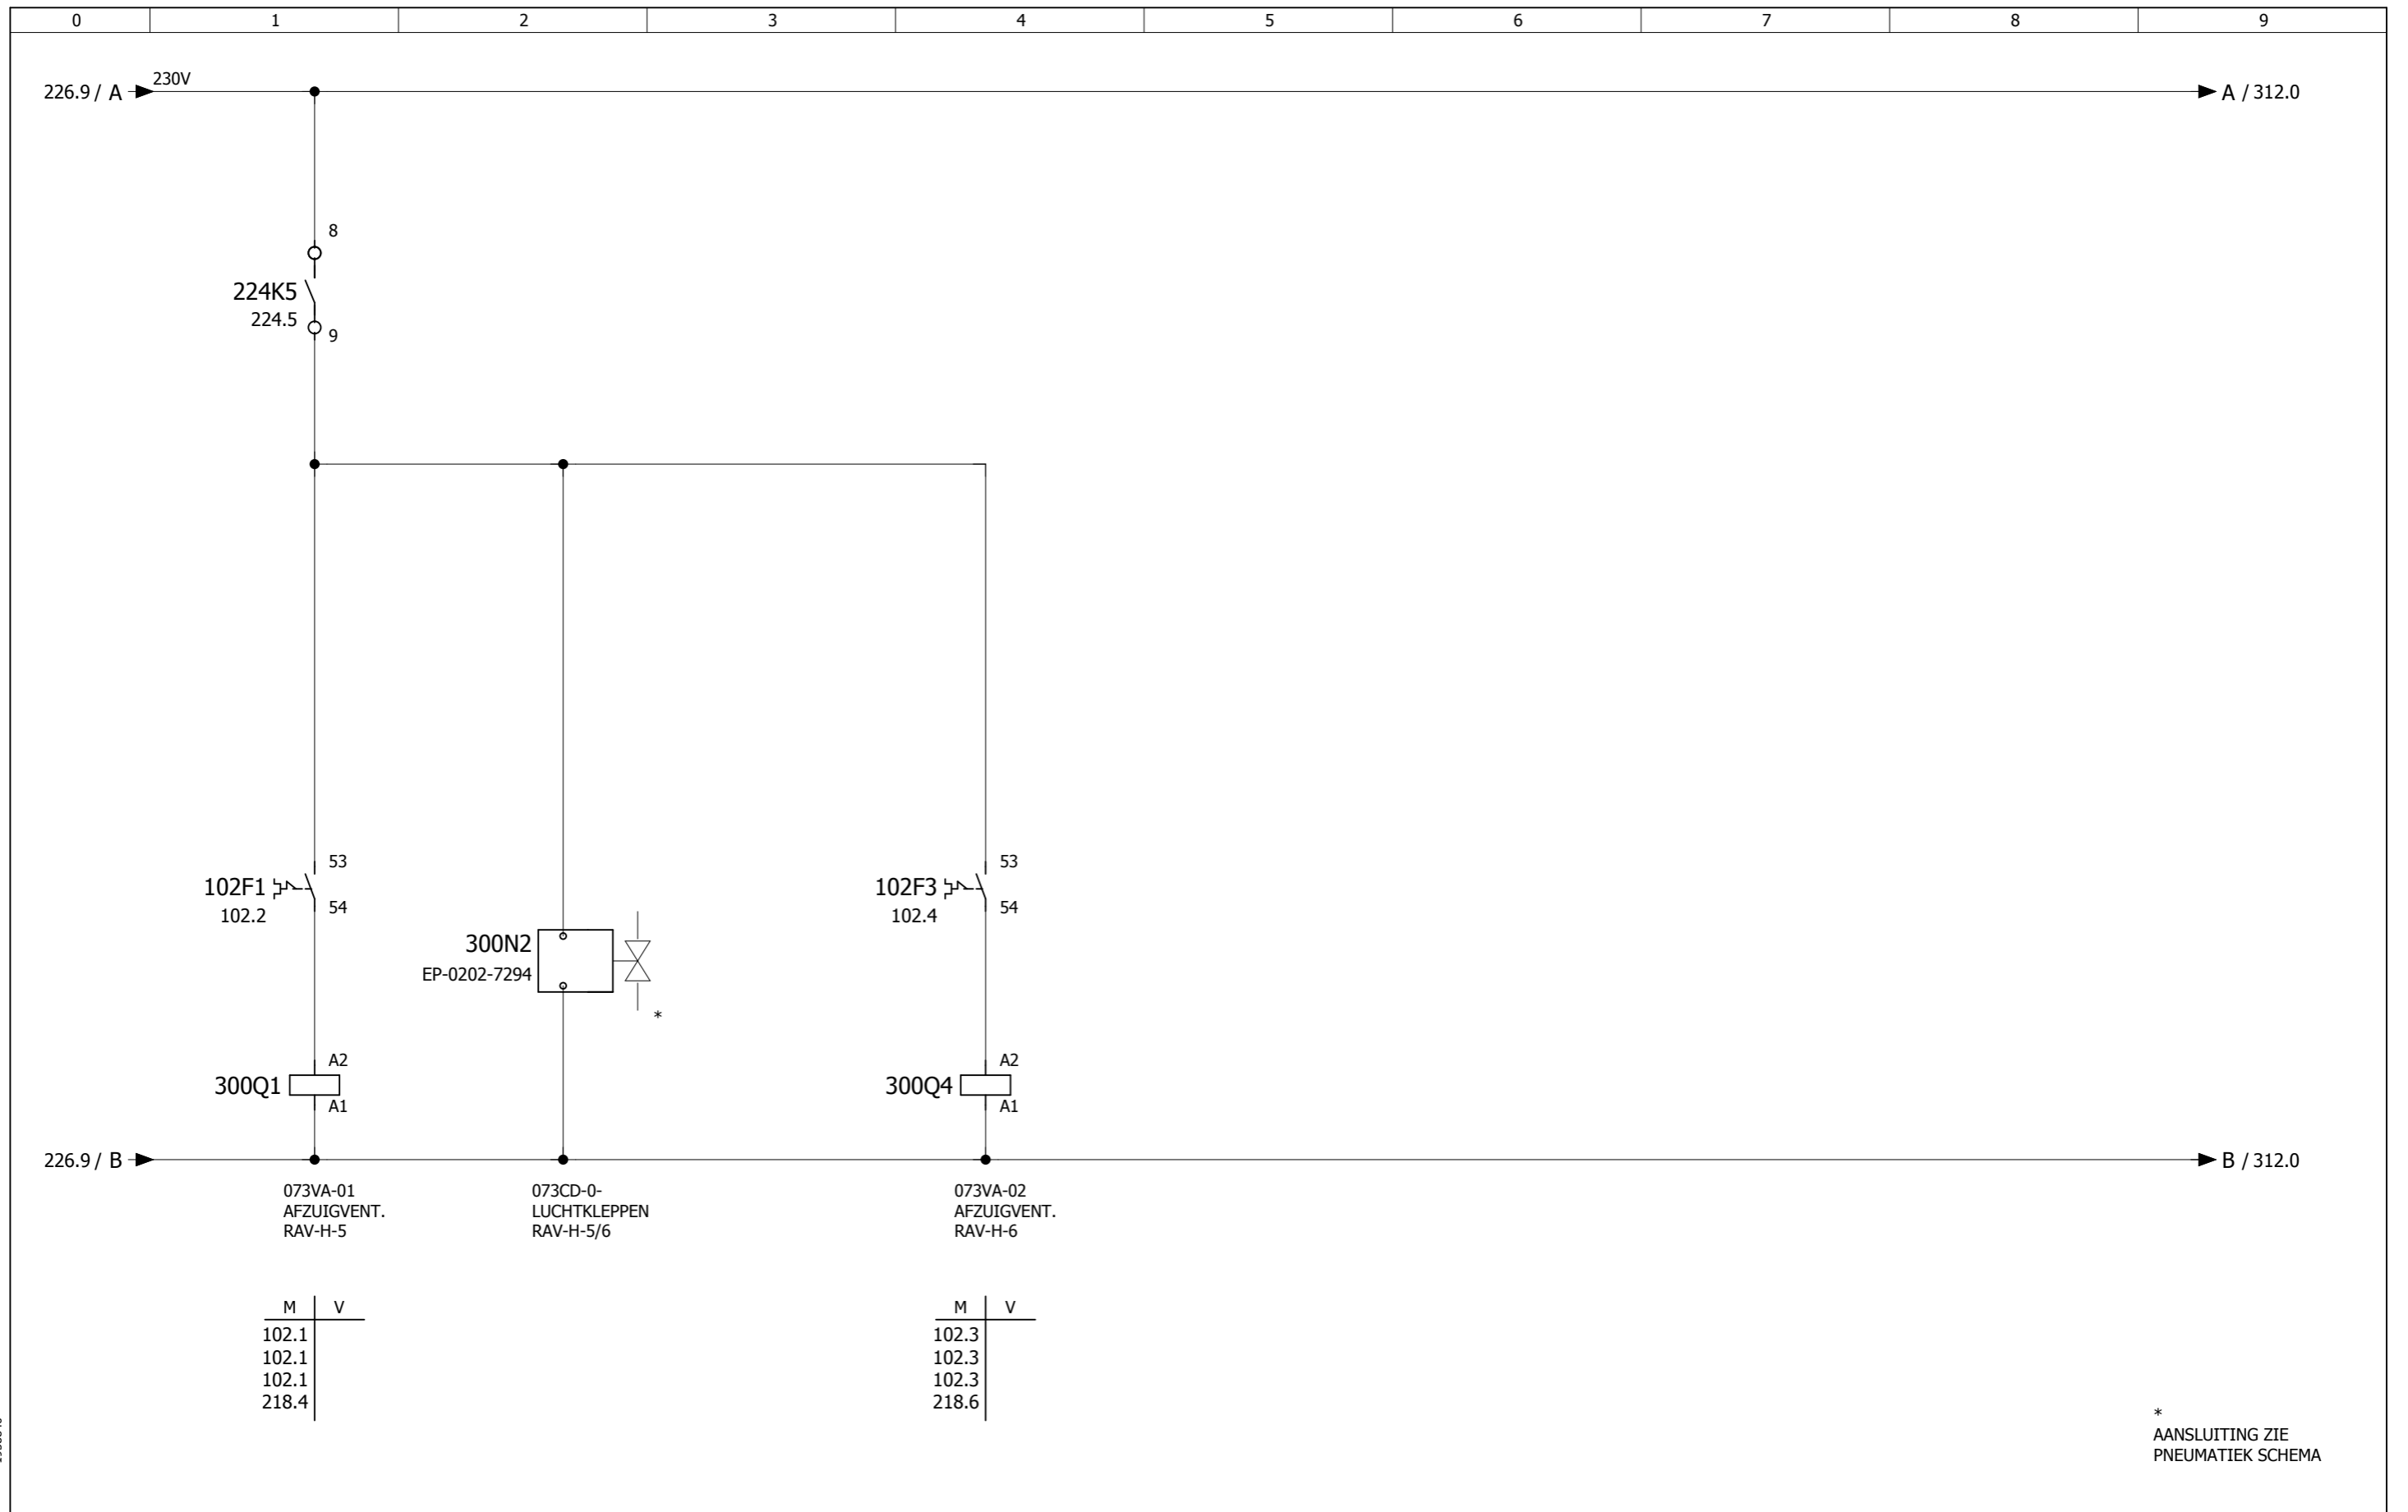 0 1 2 3 4 5 6 7 8 9
230V
226.9 / A
A / 312.0
8
224K5
224.5
9
53
102F1
102.2
54
53
102F3
102.4
54
300N2
EP-0202-7294
*
A2
300Q1
A1
A2
300Q4
A1
226.9 / B
B / 312.0
073VA-01
AFZUIGVENT.
RAV-H-5
073CD-0-
LUCHTKLEPPEN
RAV-H-5/6
073VA-02
AFZUIGVENT.
RAV-H-6
M V
102.1
102.1
102.1
218.4
M V
102.3
102.3
102.3
218.6
*
AANSLUITING ZIE
PNEUMATIEK SCHEMA